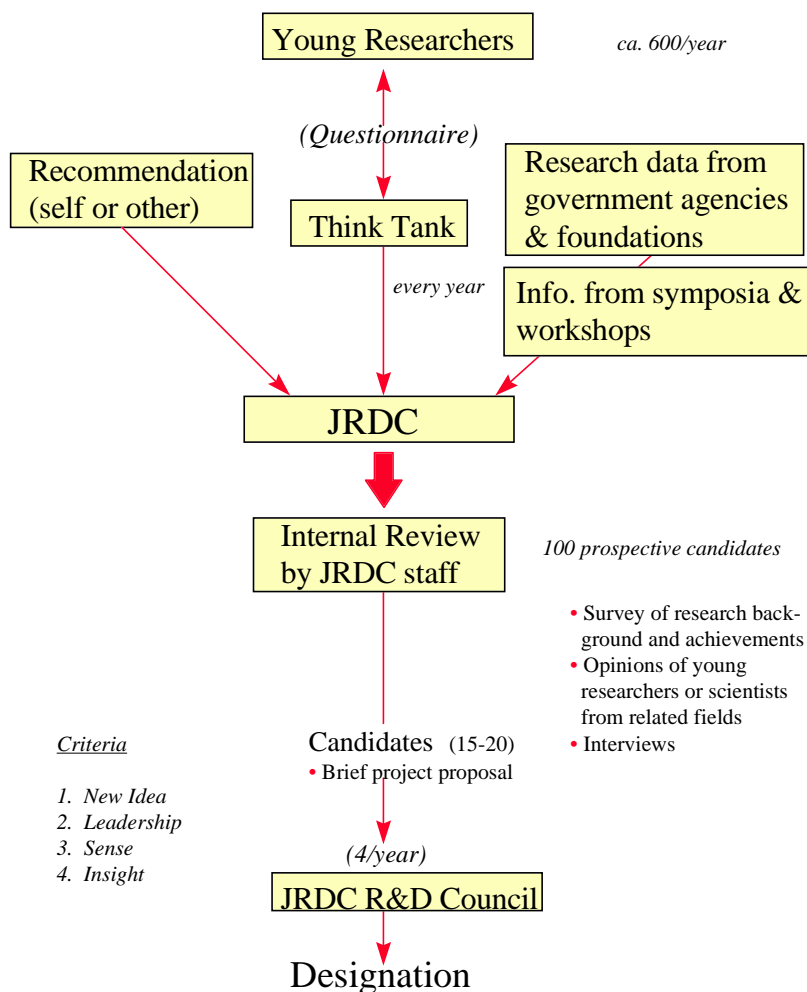 Young Researchers
ca. 600/year
(Questionnaire)
Recommendation
(self or other)
Think Tank
Research data from
government agencies
& foundations
every year
Info. from symposia &
workshops
JRDC
Internal Review
by JRDC staff
100 prospective candidates
• Survey of research back-
ground and achievements
• Opinions of young
researchers or scientists
from related fields
• Interviews
Candidates (15-20)
• Brief project proposal
Criteria
1. New Idea
2. Leadership
3. Sense
4. Insight
(4/year)
JRDC R&D Council
Designation